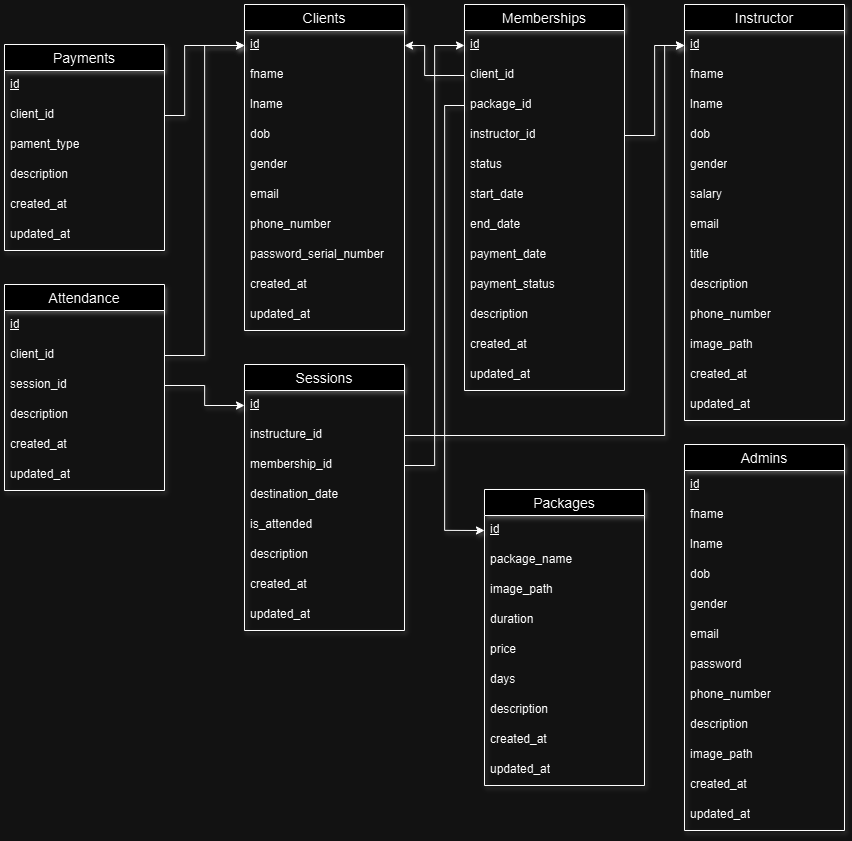 Payments
id
client_id
pament_type
description
created_at
updated_at
Attendance
id
client_id
session_id
description
created_at
updated_at
Clients
id
fname
lname
dob
gender
email
phone_number
password_serial_number
created_at
updated_at
Sessions
id
instructure_id
membership_id
destination_date
is_attended
description
created_at
updated_at
Memberships
id
client_id
package_id
instructor_id
status
start_date
end_date
payment_date
payment_status
description
created_at
updated_at
Packages
id
package_name
image_path
duration
price
days
description
created_at
updated_at
Instructor
id
fname
lname
dob
gender
salary
email
title
description
phone_number
image_path
created_at
updated_at
Admins
id
fname
lname
dob
gender
email
password
phone_number
description
image_path
created_at
updated_at